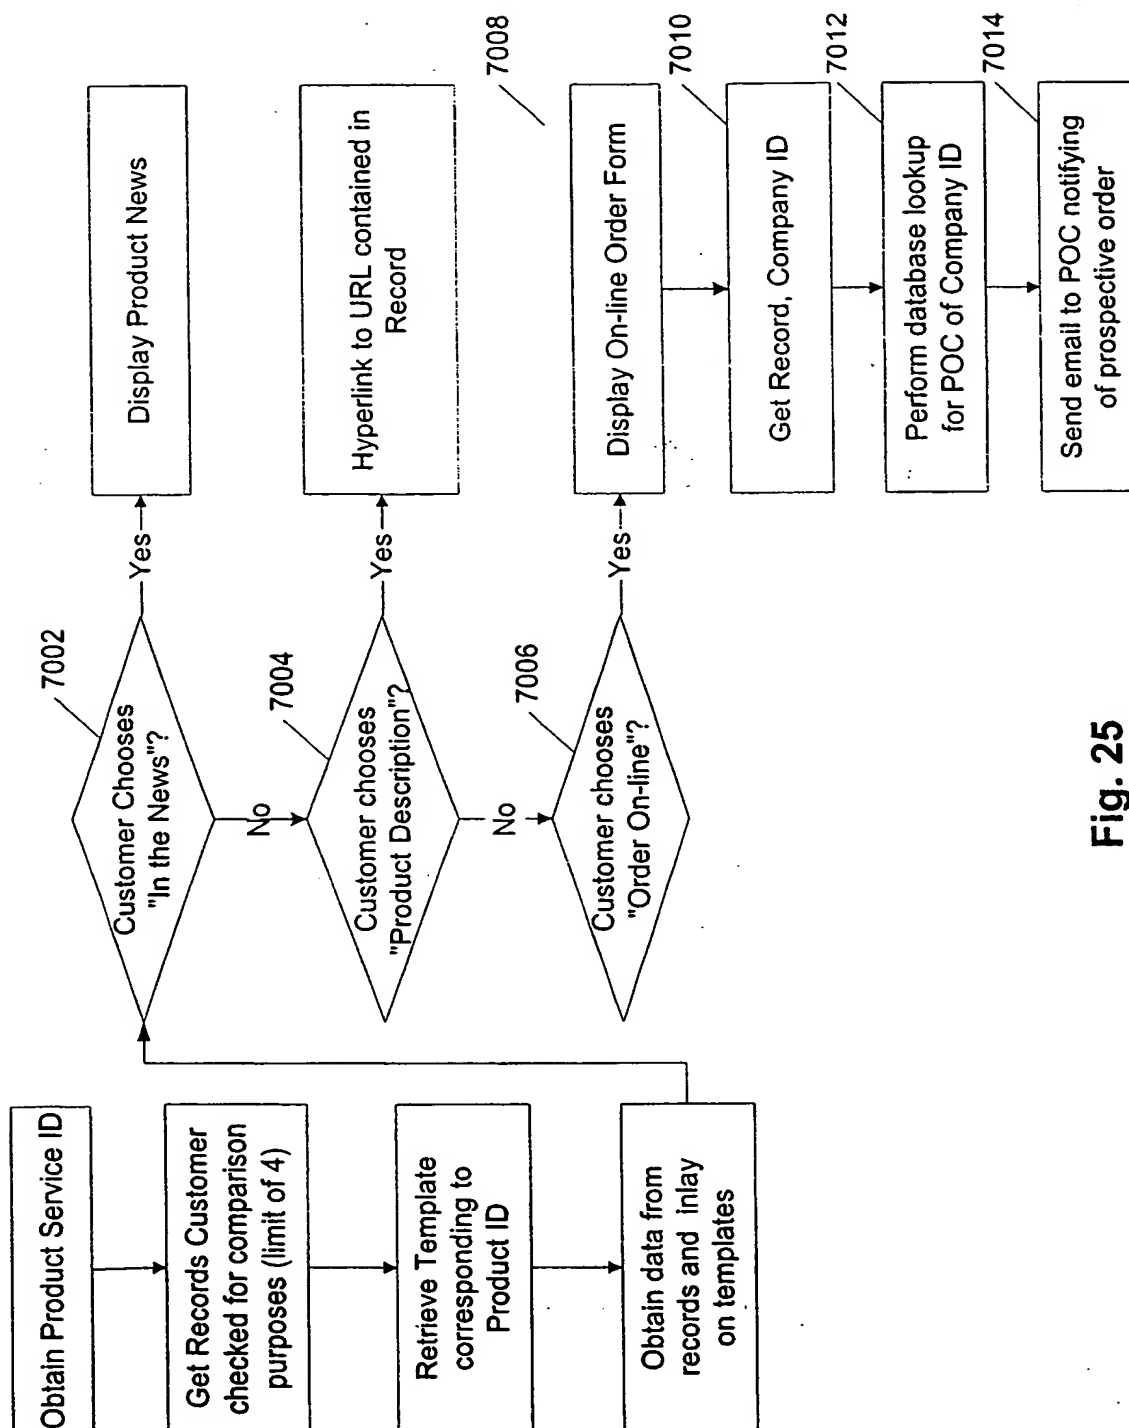 Obtain Product Service ID
Get Records Customer
checked for comparison
purposes (limit of 4)
Retrieve Template
corresponding to
Product ID
Obtain data from
records and inlay
on templates
7002
Customer Chooses
"In the News"?
Yes
Display Product News
No
7004
Customer chooses
"Product Description"?
Yes
Hyperlink to URL contained in
Record
No
7006
Customer chooses
"Order On-line"?
Yes
7008
Display On-line Order Form
7010
Get Record, Company ID
7012
Perform database lookup
for POC of Company ID
7014
Send email to POC notifying
of prospective order
Fig. 25